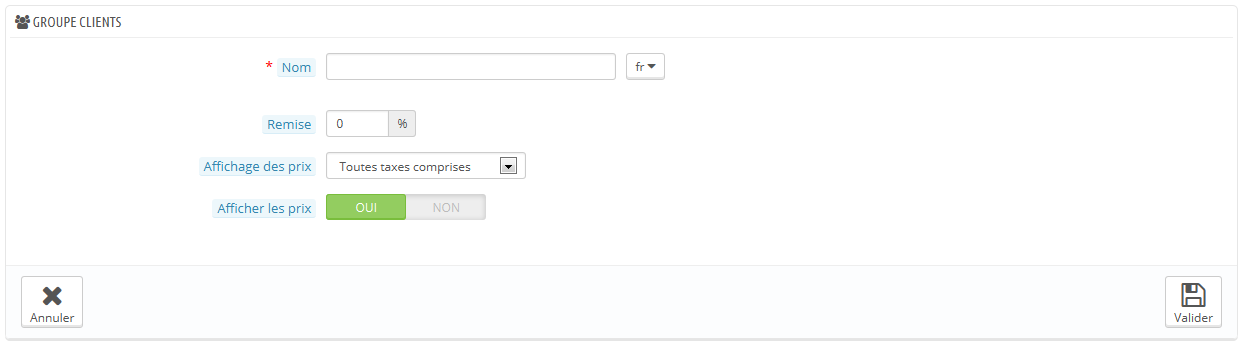 GROUPE CLIENTS
* Nom fr
Remise 0 %
Affichage des prix Toutes taxes comprises
Afficher les prix OUI NON
Annuler Valider